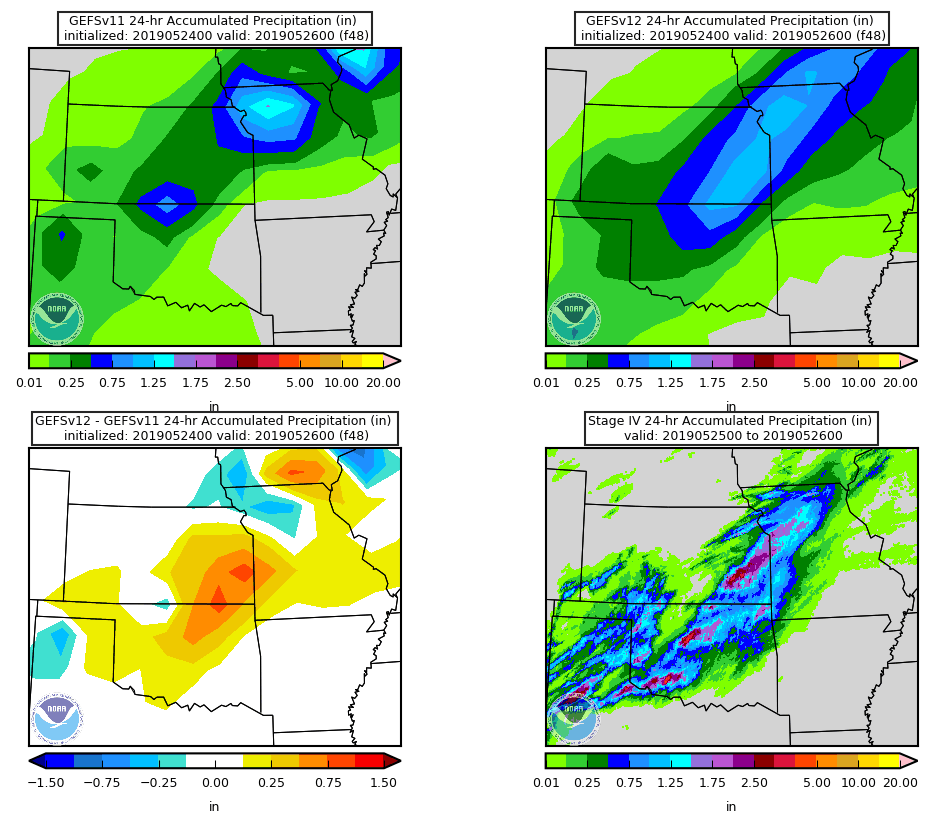 GEFSv11 24-hr Accumulated Precipitation (in)
initialized: 2019052400 valid: 2019052600 (f48)
GEFSv12 24-hr Accumulated Precipitation (in)
initialized: 2019052400 valid: 2019052600 (f48)
NOAA
NOAA
0.01 0.25 0.75 1.25 1.75 2.50 5.00 10.00 20.00
in
0.01 0.25 0.75 1.25 1.75 2.50 5.00 10.00 20.00
in
GEFSv12 - GEFSv11 24-hr Accumulated Precipitation (in)
initialized: 2019052400 valid: 2019052600 (f48)
Stage IV 24-hr Accumulated Precipitation (in)
valid: 2019052500 to 2019052600
NOAA
NOAA
−1.50 −0.75 −0.25 0.00 0.25 0.75 1.50
in
0.01 0.25 0.75 1.25 1.75 2.50 5.00 10.00 20.00
in